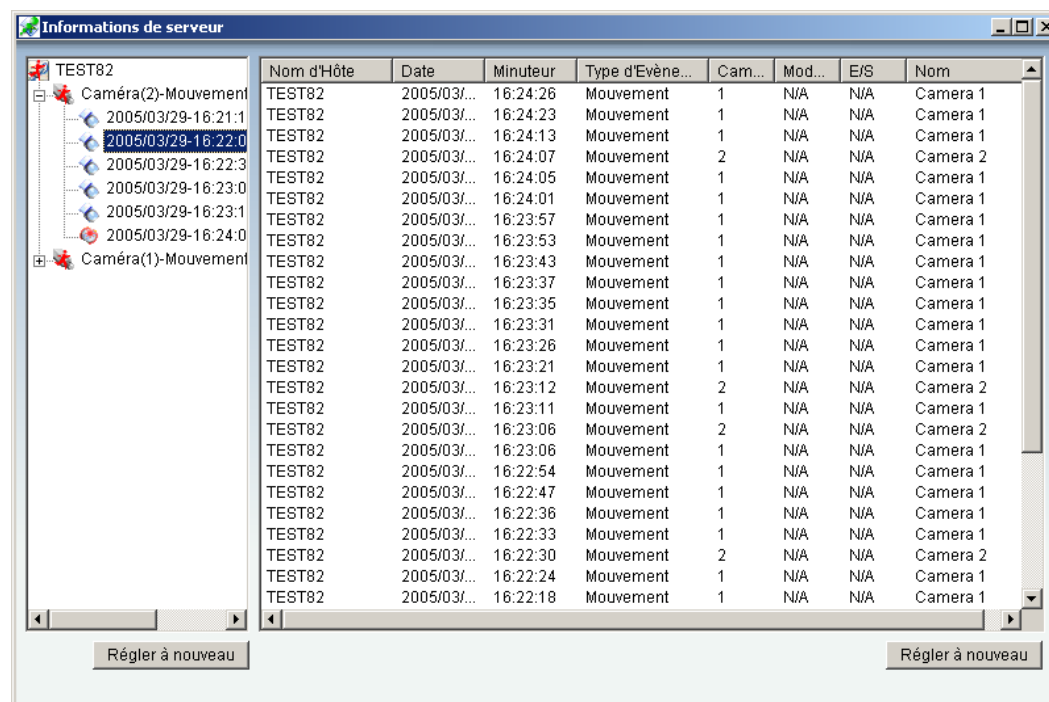 Informations de serveur
TEST82
Caméra(2)-Mouvement
2005/03/29-16:21:1
2005/03/29-16:22:0
2005/03/29-16:22:3
2005/03/29-16:23:0
2005/03/29-16:23:1
2005/03/29-16:24:0
Caméra(1)-Mouvement
Régler à nouveau
Nom d'Hôte Date Minuteur Type d'Evène... Cam... Mod... E/S Nom
TEST82 2005/03/... 16:24:26 Mouvement 1 N/A N/A Camera 1
TEST82 2005/03/... 16:24:23 Mouvement 1 N/A N/A Camera 1
TEST82 2005/03/... 16:24:13 Mouvement 1 N/A N/A Camera 1
TEST82 2005/03/... 16:24:07 Mouvement 2 N/A N/A Camera 2
TEST82 2005/03/... 16:24:05 Mouvement 1 N/A N/A Camera 1
TEST82 2005/03/... 16:24:01 Mouvement 1 N/A N/A Camera 1
TEST82 2005/03/... 16:23:57 Mouvement 1 N/A N/A Camera 1
TEST82 2005/03/... 16:23:53 Mouvement 1 N/A N/A Camera 1
TEST82 2005/03/... 16:23:43 Mouvement 1 N/A N/A Camera 1
TEST82 2005/03/... 16:23:37 Mouvement 1 N/A N/A Camera 1
TEST82 2005/03/... 16:23:35 Mouvement 1 N/A N/A Camera 1
TEST82 2005/03/... 16:23:31 Mouvement 1 N/A N/A Camera 1
TEST82 2005/03/... 16:23:26 Mouvement 1 N/A N/A Camera 1
TEST82 2005/03/... 16:23:21 Mouvement 1 N/A N/A Camera 1
TEST82 2005/03/... 16:23:12 Mouvement 2 N/A N/A Camera 2
TEST82 2005/03/... 16:23:11 Mouvement 1 N/A N/A Camera 1
TEST82 2005/03/... 16:23:06 Mouvement 2 N/A N/A Camera 2
TEST82 2005/03/... 16:23:06 Mouvement 1 N/A N/A Camera 1
TEST82 2005/03/... 16:22:54 Mouvement 1 N/A N/A Camera 1
TEST82 2005/03/... 16:22:47 Mouvement 1 N/A N/A Camera 1
TEST82 2005/03/... 16:22:36 Mouvement 1 N/A N/A Camera 1
TEST82 2005/03/... 16:22:33 Mouvement 1 N/A N/A Camera 1
TEST82 2005/03/... 16:22:30 Mouvement 2 N/A N/A Camera 2
TEST82 2005/03/... 16:22:24 Mouvement 1 N/A N/A Camera 1
TEST82 2005/03/... 16:22:18 Mouvement 1 N/A N/A Camera 1
Régler à nouveau